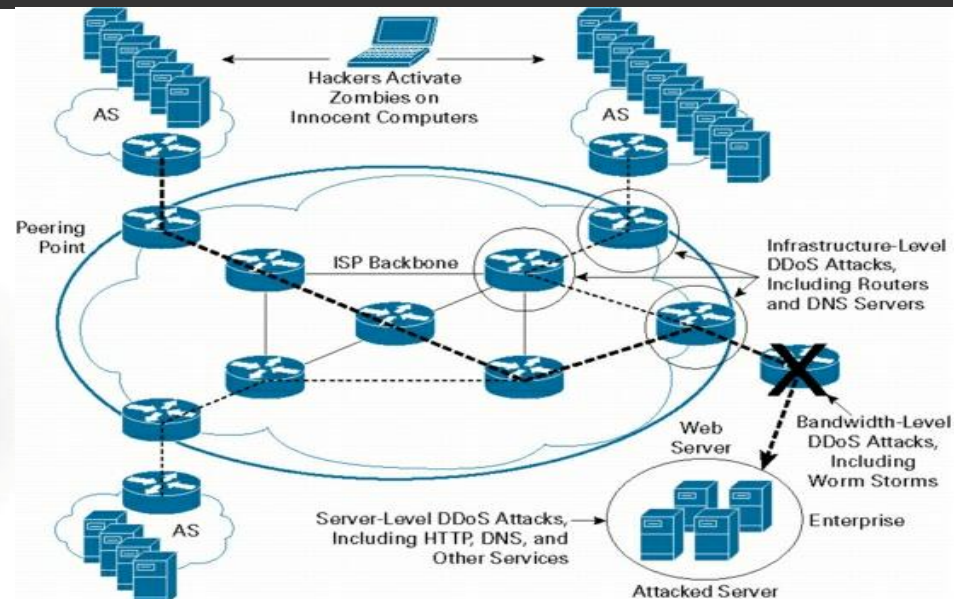 Hackers Activate
Zombies on
Innocent Computers
AS
AS
Peering
Point
ISP Backbone
Infrastructure-Level
DDoS Attacks,
Including Routers
and DNS Servers
X
Bandwidth-Level
DDoS Attacks,
Including
Worm Storms
Web
Server
AS
Server-Level DDoS Attacks,
Including HTTP, DNS, and
Other Services
Enterprise
Attacked Server